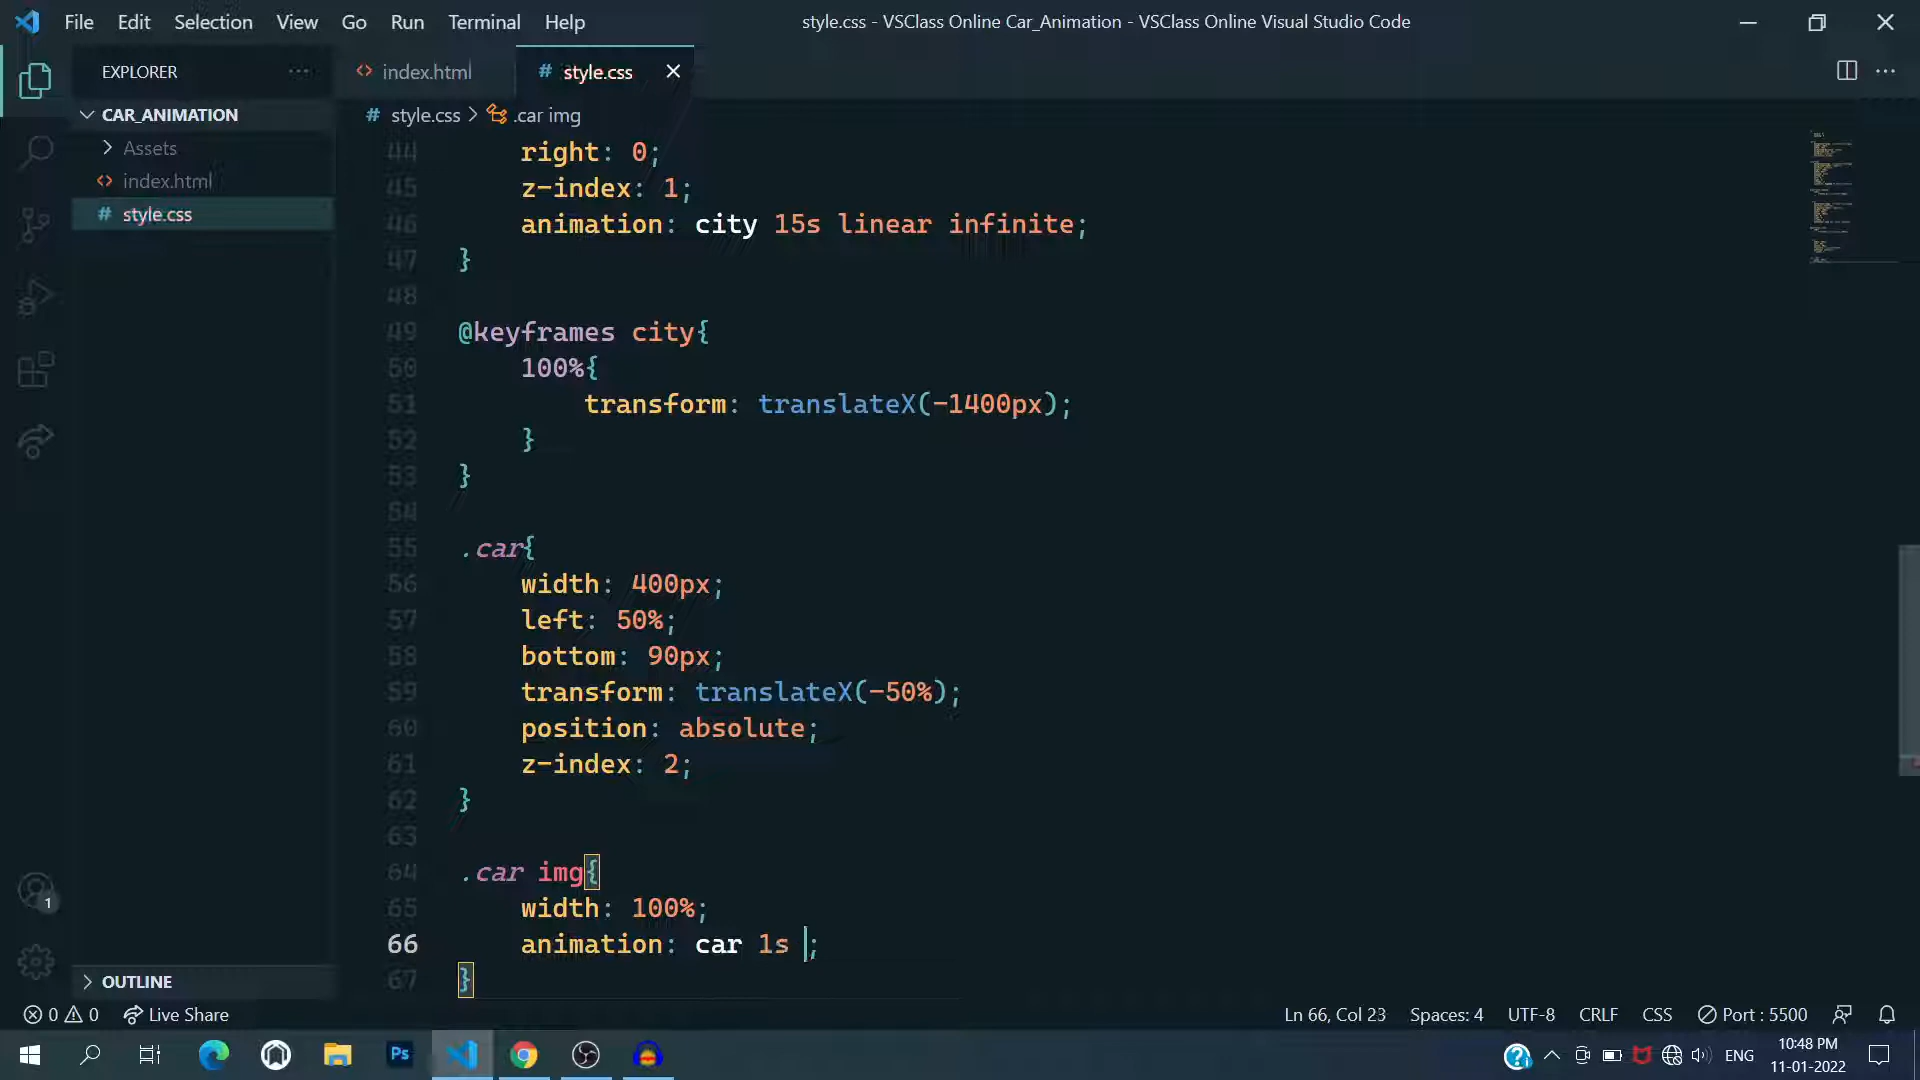 File Edit Selection View Go Run Terminal Help style.css - VSClass Online Car_Animation - VSClass Online Visual Studio Code
EXPLORER
index.html
# style.css
CAR_ANIMATION
# style.css > .car img
Assets
index.html
# style.css
44 right: 0;
45 z-index: 1;
46 animation: city 15s linear infinite;
47 }
48
49 @keyframes city{
50 100%{
51 transform: translateX(-1400px);
52 }
53 }
54
55 .car{
56 width: 400px;
57 left: 50%;
58 bottom: 90px;
59 transform: translateX(-50%);
60 position: absolute;
61 z-index: 2;
62 }
63
64 .car img{
65 width: 100%;
66 animation: car 1s ;
67 }
1
OUTLINE
0 0 Live Share Ln 66, Col 23 Spaces: 4 UTF-8 CRLF CSS Port : 5500
Ps
ENG
10:48 PM
11-01-2022